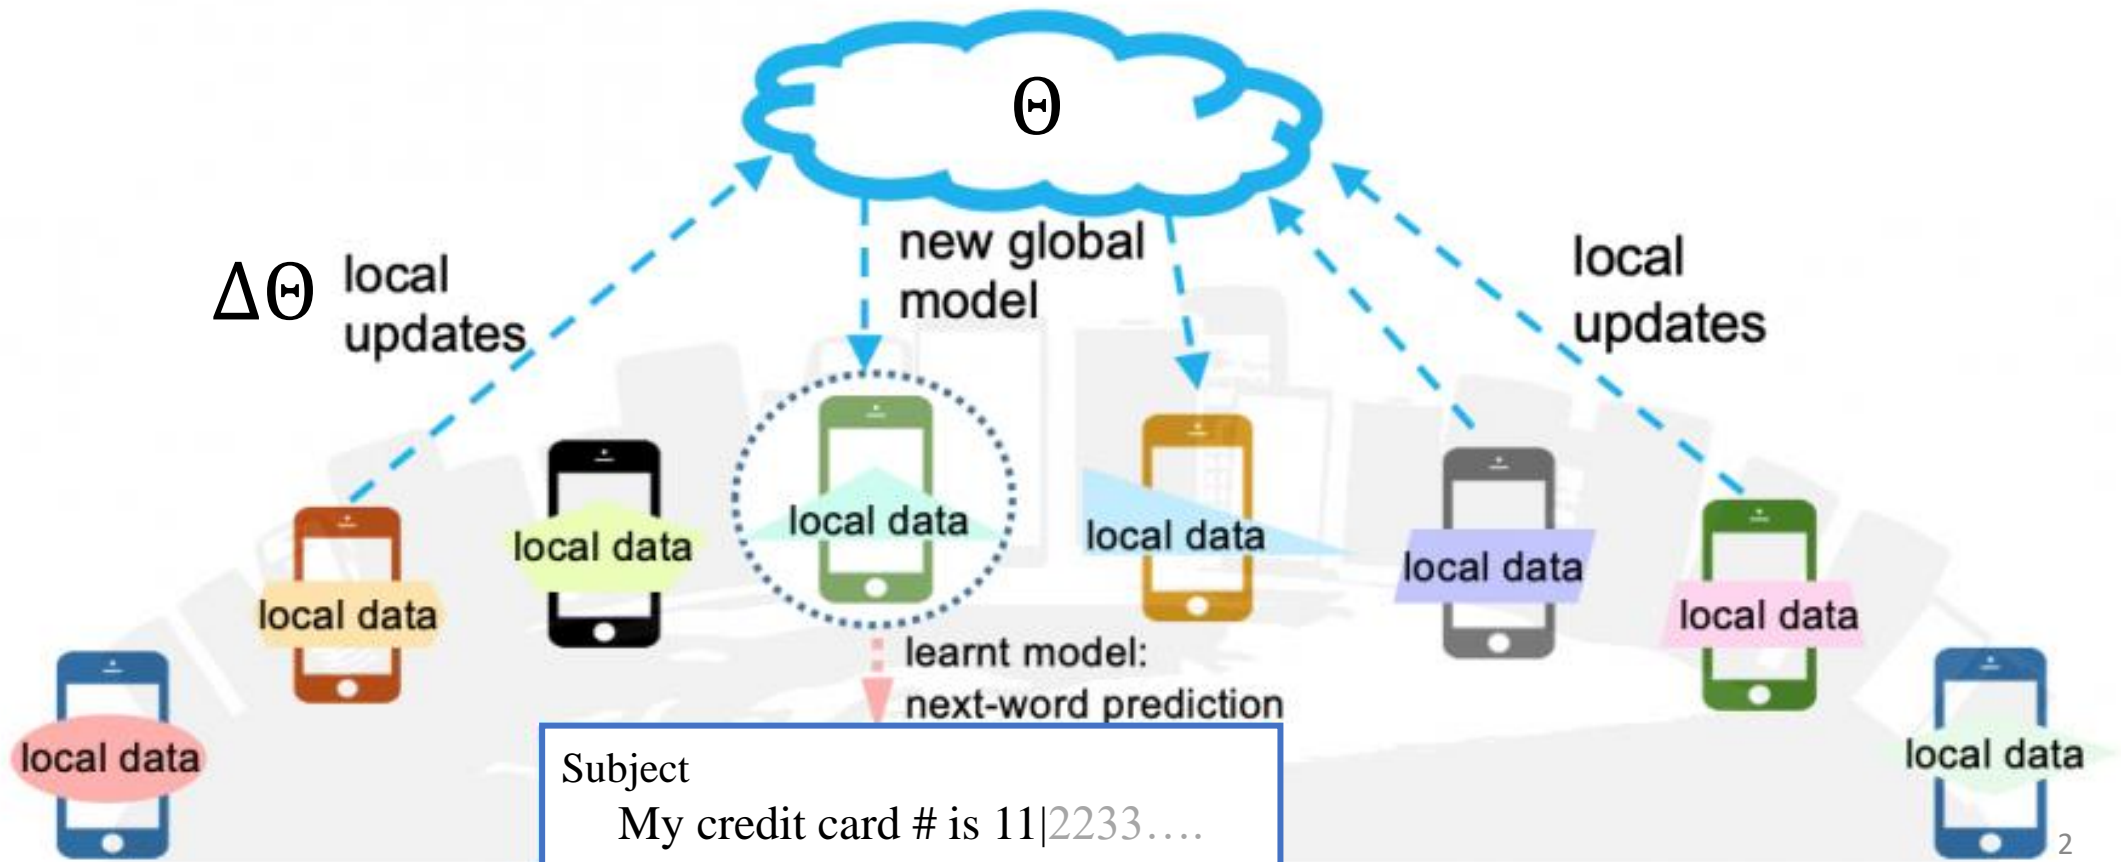 Θ
new global
model
ΔΘ
local
updates
local
updates
local data
local data
local data
local data
local data
local data
local data
local data
learnt model:
next-word prediction
Subject
My credit card # is 11|2233....
2